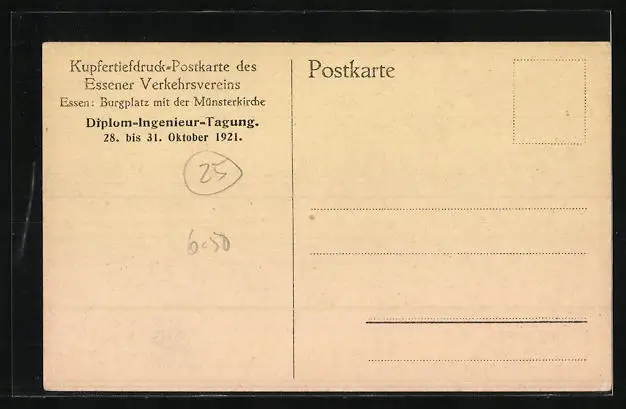 Kupfertiefdruck-Postkarte des
Essener Verkehrsvereins
Essen: Burgplatz mit der Münsterkirche
Diplom-Ingenieur-Tagung.
28. bis 31. Oktober 1921.
25
6.50
Postkarte